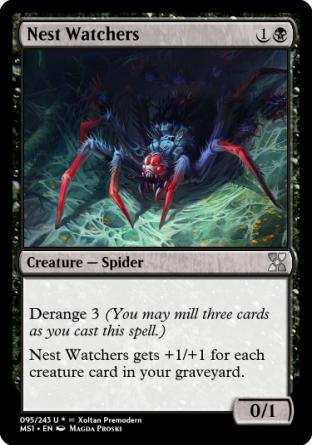 Nest Watchers 1
Creature — Spider
Derange 3 (You may mill three cards
as you cast this spell.)
Nest Watchers gets +1/+1 for each
creature card in your graveyard.
095/243 U * ∞ Xoltan Premodern
MS1 • EN Magda Proski
0/1